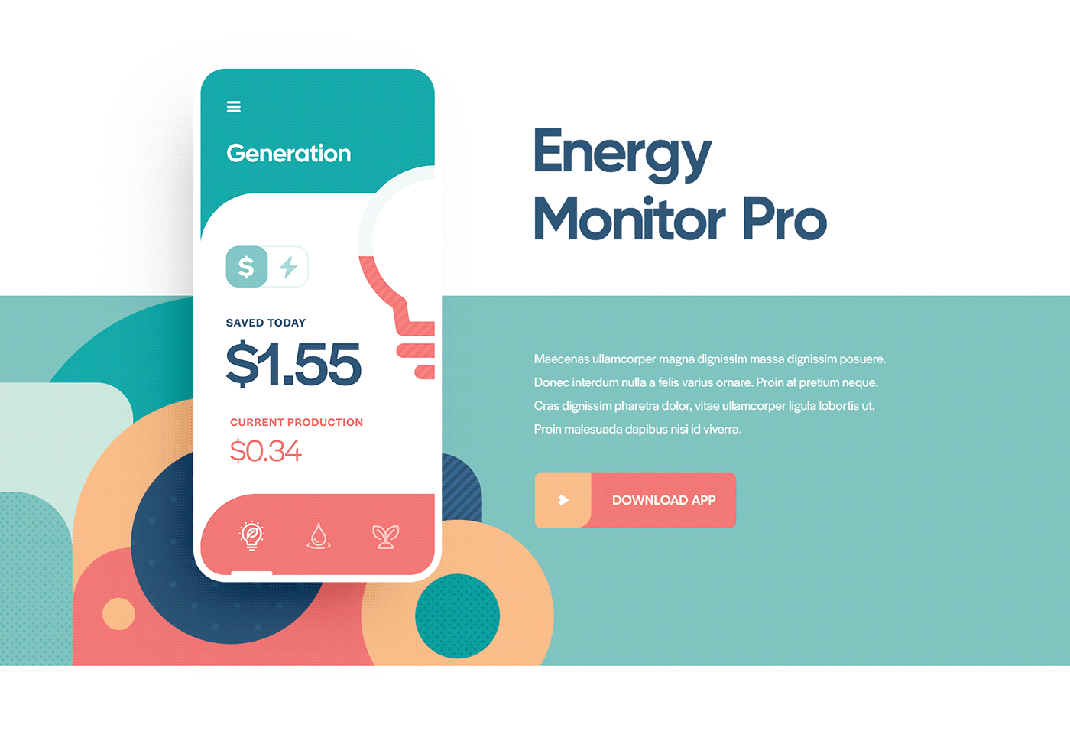 Generation
$
SAVED TODAY
$1.55
CURRENT PRODUCTION
$0.34
Energy
Monitor Pro
Maecenas ullamcorper magna dignissim massa dignissim posuere.
Donec interdum nulla a felis varius ornare. Proin at pretium neque.
Cras dignissim pharetra dolor, vitae ullamcorper ligula lobortis ut.
Proin malesuada dapibus nisi id viverra.
DOWNLOAD APP